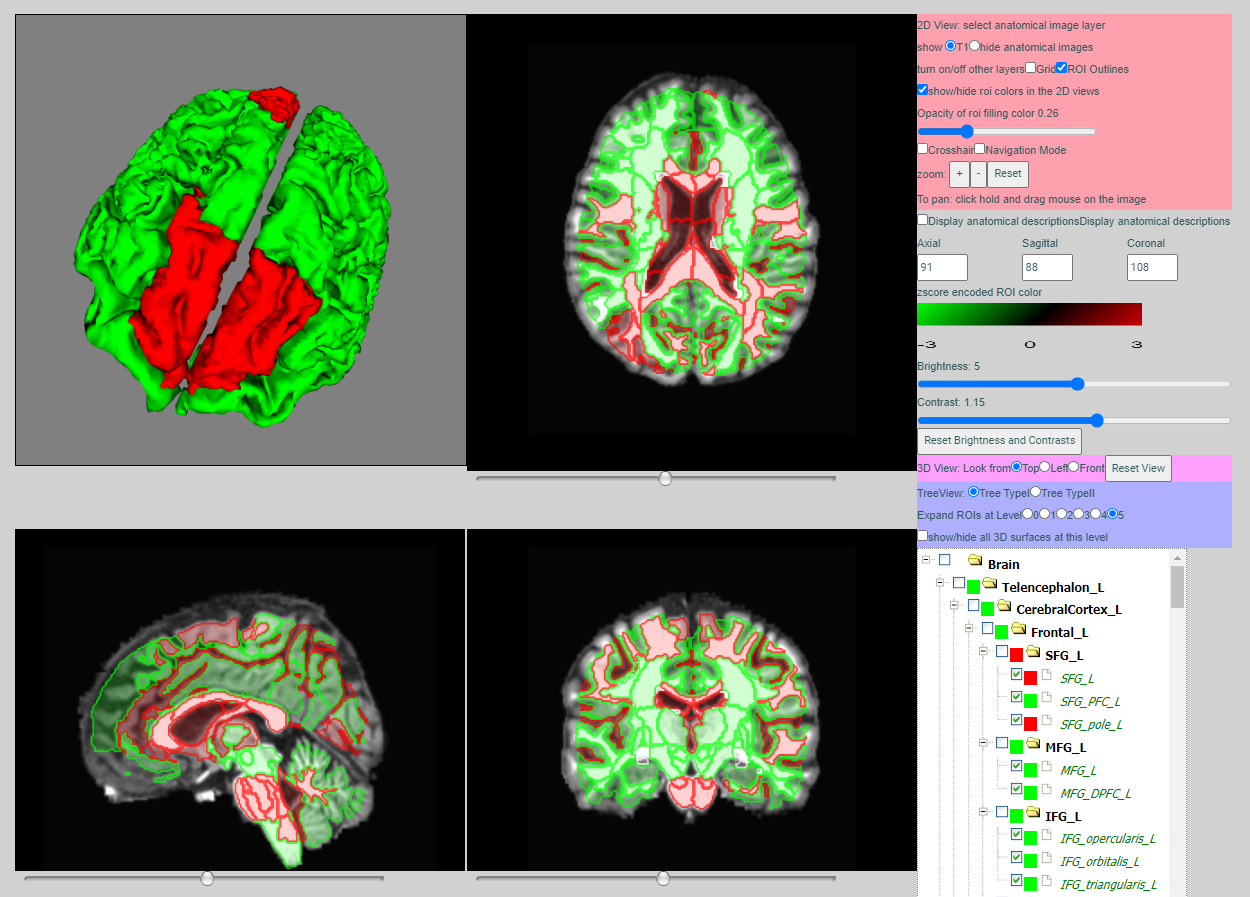 2D View: select anatomical image layer
show T1 hide anatomical images
turn on/off other layers Grid ROI Outlines
show/hide roi colors in the 2D views
Opacity of roi filling color 0.26
Crosshair Navigation Mode
zoom: + - Reset
To pan: click hold and drag mouse on the image
Display anatomical descriptionsDisplay anatomical descriptions
Axial Sagittal Coronal
91 88 108
zscore encoded ROI color
-3 0 3
Brightness: 5
Contrast: 1.15
Reset Brightness and Contrasts
3D View: Look from Top Left Front Reset View
TreeView: Tree TypeI Tree TypeII
Expand ROIs at Level 0 1 2 3 4 5
show/hide all 3D surfaces at this level
Brain
Telencephalon_L
CerebralCortex_L
Frontal_L
SFG_L
SFG_L
SFG_PFC_L
SFG_pole_L
MFG_L
MFG_L
MFG_DPFC_L
IFG_L
IFG_opercularis_L
IFG_orbitalis_L
IFG_triangularis_L